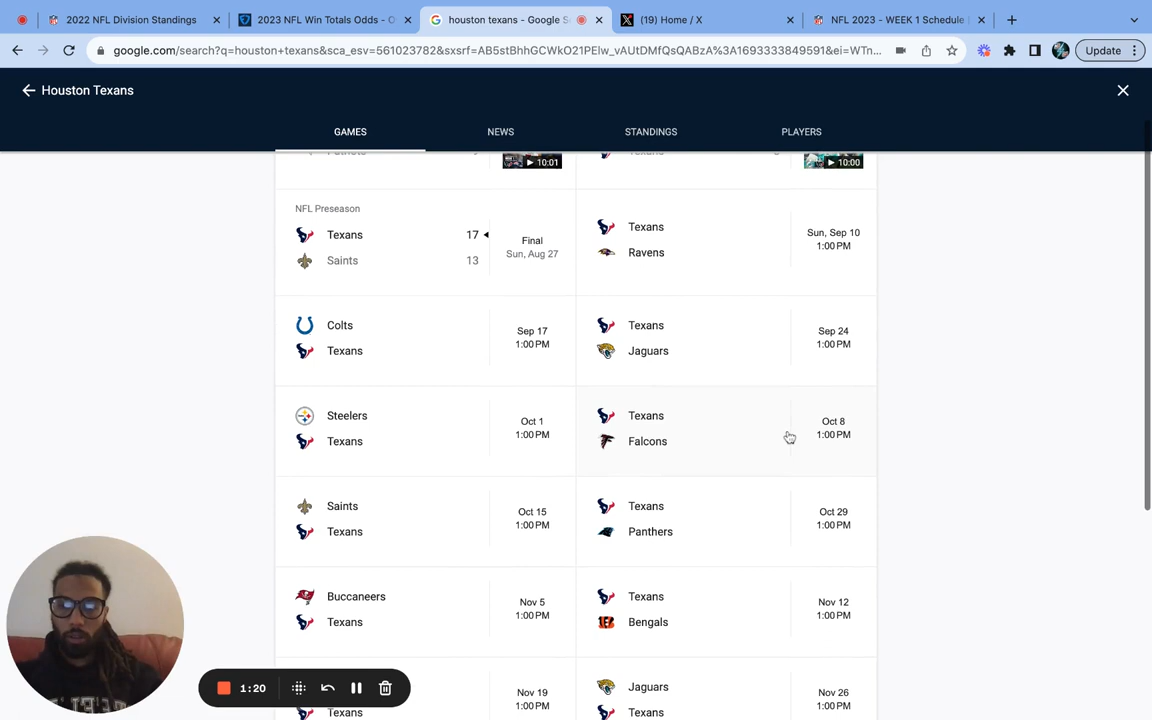 2022 NFL Division Standings
2023 NFL Win Totals Odds - O
houston texans - Google S
(19) Home / X
NFL 2023 - WEEK 1 Schedule
google.com/search?q=houston+texans&sca_esv=561023782&sxsrf=AB5stBhhGCWkO21PElw_vAUtDMfQsQABzA%3A1693333849591&ei=WTn...
Update
Houston Texans
GAMES
NEWS
STANDINGS
PLAYERS
10:01
10:00
NFL Preseason
Texans 17
Saints 13
Final
Sun, Aug 27
Texans
Ravens
Sun, Sep 10
1:00 PM
Colts
Texans
Sep 17
1:00 PM
Texans
Jaguars
Sep 24
1:00 PM
Steelers
Texans
Oct 1
1:00 PM
Texans
Falcons
Oct 8
1:00 PM
Saints
Texans
Oct 15
1:00 PM
Texans
Panthers
Oct 29
1:00 PM
Buccaneers
Texans
Nov 5
1:00 PM
Texans
Bengals
Nov 12
1:00 PM
Texans
Nov 19
1:00 PM
Jaguars
Texans
Nov 26
1:00 PM
1:20